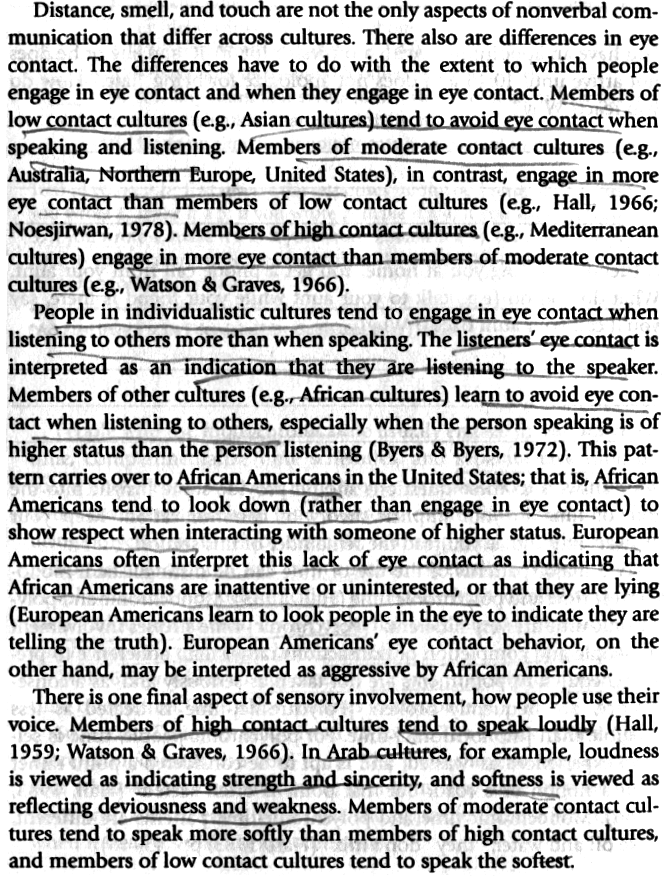 Distance, smell, and touch are not the only aspects of nonverbal com-
munication that differ across cultures. There also are differences in eye
contact. The differences have to do with the extent to which people
engage in eye contact and when they engage in eye contact. Members of
low contact cultures (e.g., Asian cultures) tend to avoid eye contact when
speaking and listening. Members of moderate contact cultures (e.g.,
Australia, Northern Europe, United States), in contrast, engage in more
eye contact than members of low contact cultures (e.g., Hall, 1966;
Noesjirwan, 1978). Members of high contact cultures (e.g., Mediterranean
cultures) engage in more eye contact than members of moderate contact
cultures (e.g., Watson & Graves, 1966).
People in individualistic cultures tend to engage in eye contact when
listening to others more than when speaking. The listeners' eye contact is
interpreted as an indication that they are listening to the speaker.
Members of other cultures (e.g., African cultures) learn to avoid eye con-
tact when listening to others, especially when the person speaking is of
higher status than the person listening (Byers & Byers, 1972). This pat-
tern carries over to African Americans in the United States; that is, African
Americans tend to look down (rather than engage in eye contact) to
show respect when interacting with someone of higher status. European
Americans often interpret this lack of eye contact as indicating that
African Americans are inattentive or uninterested, or that they are lying
(European Americans learn to look people in the eye to indicate they are
telling the truth). European Americans' eye contact behavior, on the
other hand, may be interpreted as aggressive by African Americans.
There is one final aspect of sensory involvement, how people use their
voice. Members of high contact cultures tend to speak loudly (Hall,
1959; Watson & Graves, 1966). In Arab cultures, for example, loudness
is viewed as indicating strength and sincerity, and softness is viewed as
reflecting deviousness and weakness. Members of moderate contact cul-
tures tend to speak more softly than members of high contact cultures,
and members of low contact cultures tend to speak the softest.